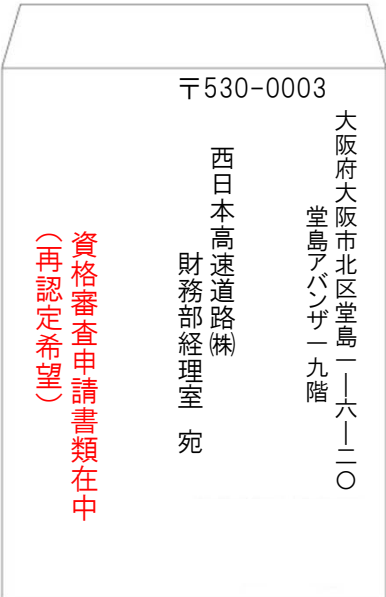 〒530-0003
大阪府大阪市北区堂島一―六―二〇
堂島アバンザ一九階
西日本高速道路㈱
財務部経理室 宛
資格審査申請書類在中
（再認定希望）